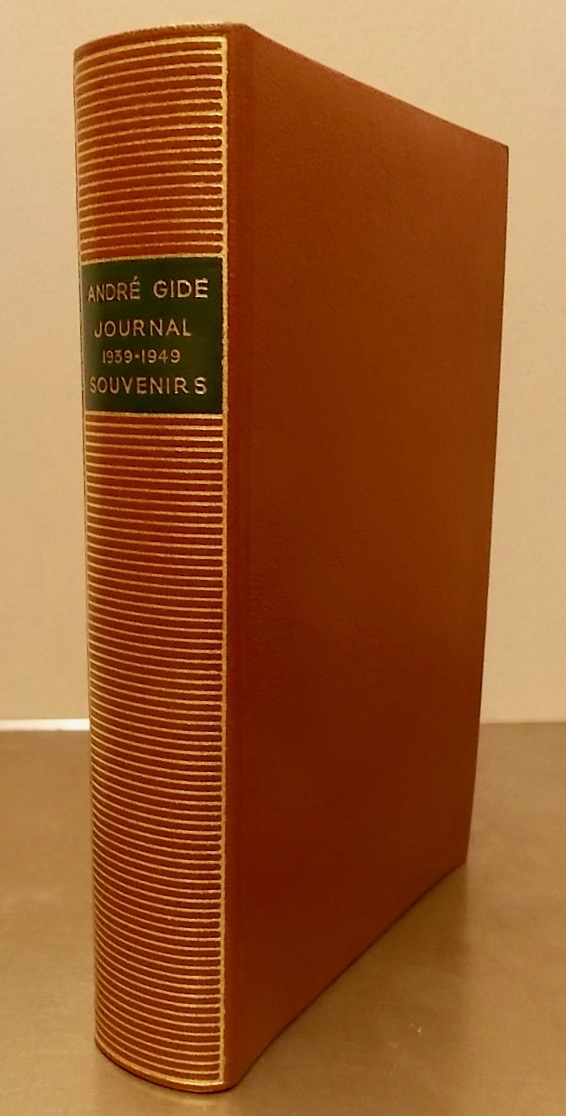 ANDRÉ GIDE
JOURNAL
1939-1949
SOUVENIRS